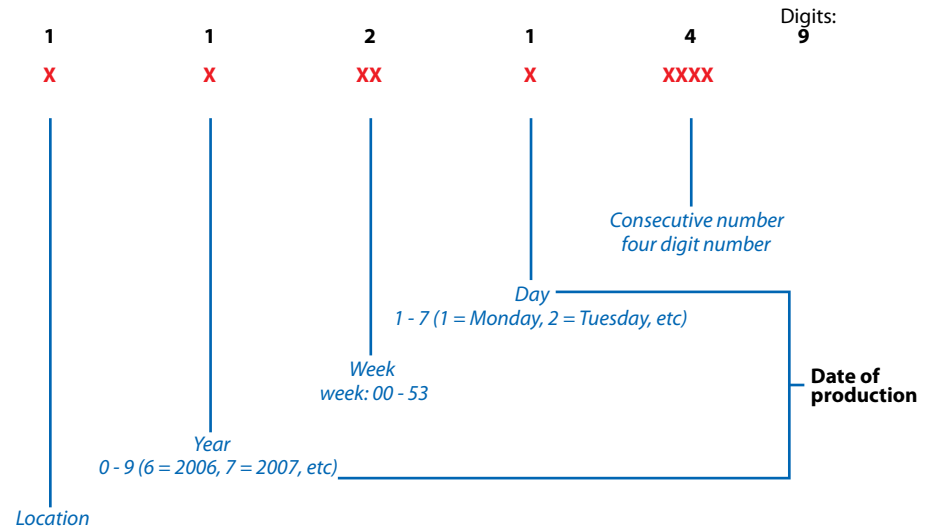 Digits:
1 1 2 1 4 9
X X XX X XXXX
Consecutive number
four digit number
Day
1 - 7 (1 = Monday, 2 = Tuesday, etc)
Week
week: 00 - 53
Date of
production
Year
0 - 9 (6 = 2006, 7 = 2007, etc)
Location